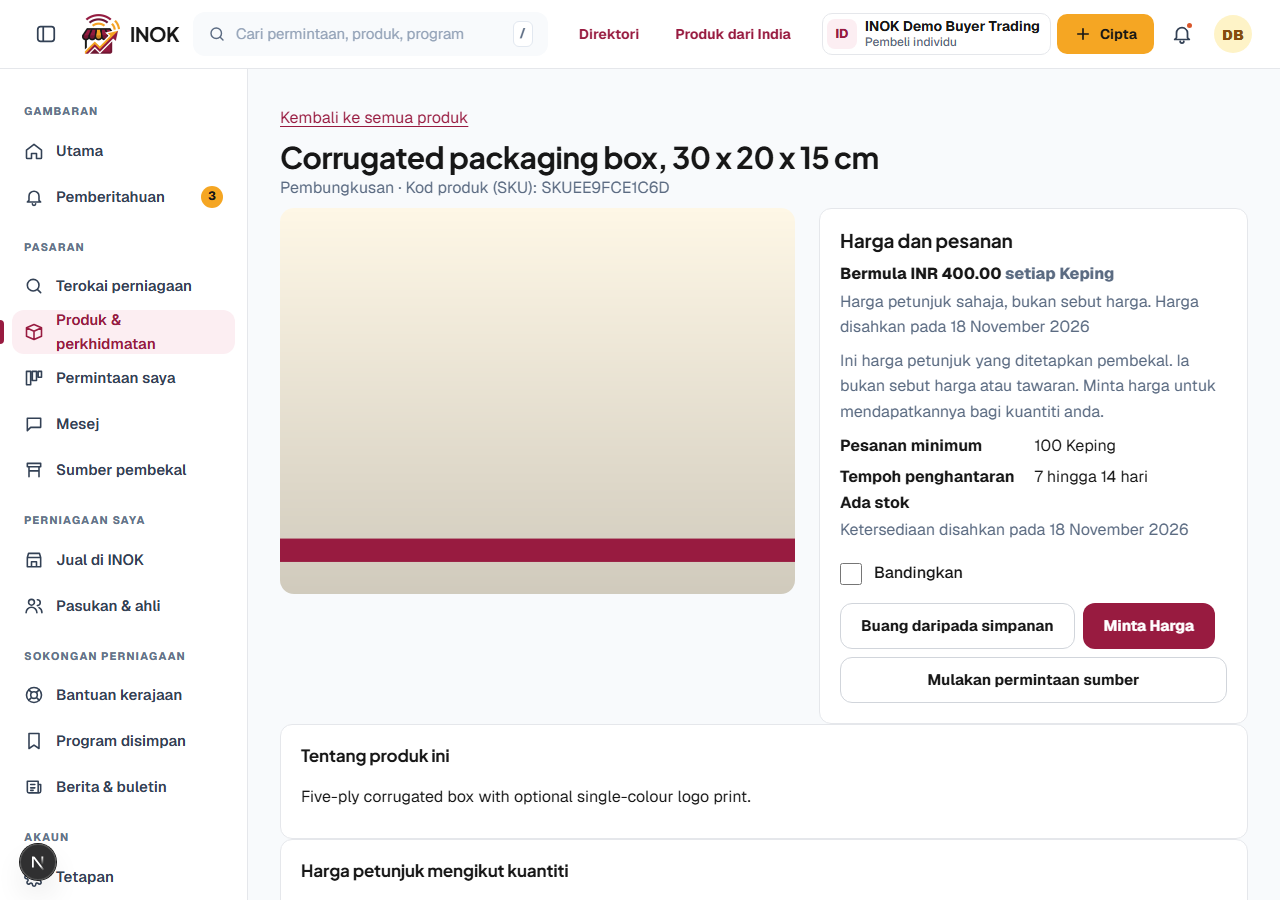 INOK
Cari permintaan, produk, program
/
Direktori
Produk dari India
ID
INOK Demo Buyer Trading
Pembeli individu
Cipta
DB
GAMBARAN
Utama
Pemberitahuan
3
PASARAN
Terokai perniagaan
Produk &
perkhidmatan
Permintaan saya
Mesej
Sumber pembekal
PERNIAGAAN SAYA
Jual di INOK
Pasukan & ahli
SOKONGAN PERNIAGAAN
Bantuan kerajaan
Program disimpan
Berita & buletin
AKAUN
N
Tetapan
Kembali ke semua produk
Corrugated packaging box, 30 x 20 x 15 cm
Pembungkusan · Kod produk (SKU): SKUEE9FCE1C6D
Harga dan pesanan
Bermula INR 400.00 setiap Keping
Harga petunjuk sahaja, bukan sebut harga. Harga
disahkan pada 18 November 2026
Ini harga petunjuk yang ditetapkan pembekal. Ia
bukan sebut harga atau tawaran. Minta harga untuk
mendapatkannya bagi kuantiti anda.
Pesanan minimum 100 Keping
Tempoh penghantaran 7 hingga 14 hari
Ada stok
Ketersediaan disahkan pada 18 November 2026
Bandingkan
Buang daripada simpanan
Minta Harga
Mulakan permintaan sumber
Tentang produk ini
Five-ply corrugated box with optional single-colour logo print.
Harga petunjuk mengikut kuantiti